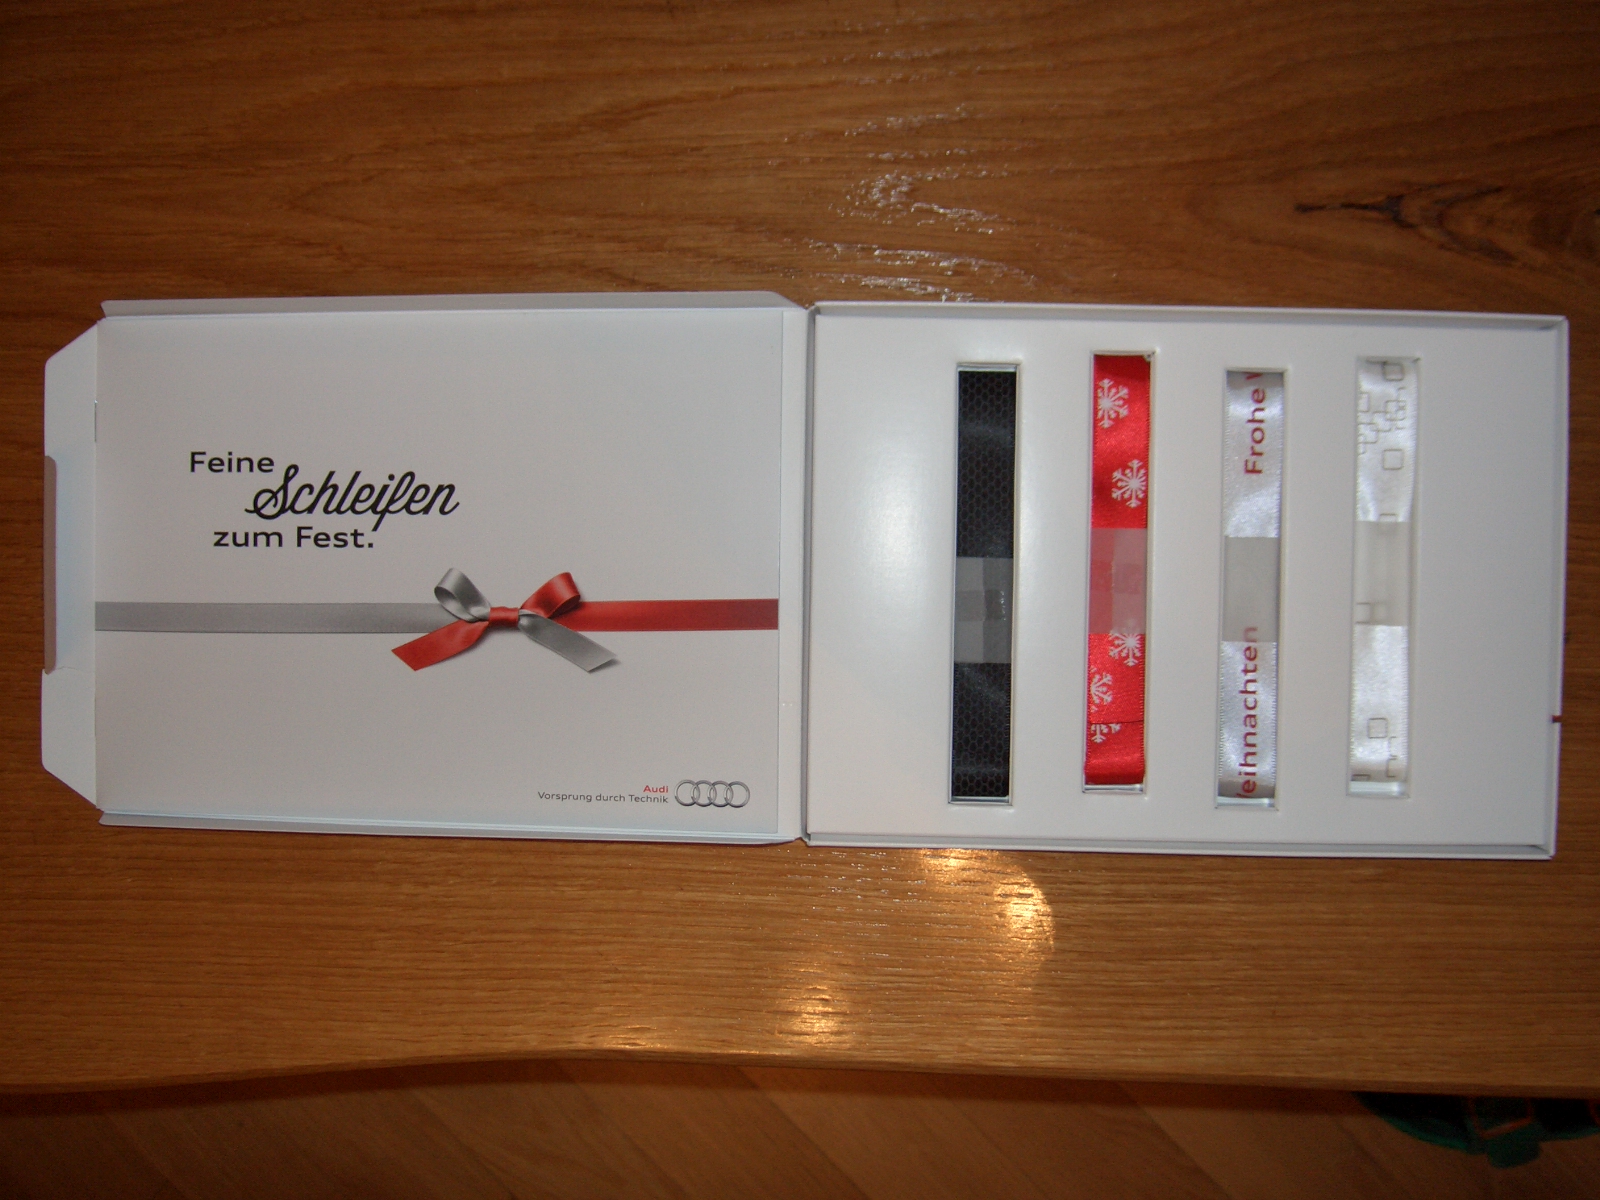 Feine
Schleifen
zum Fest.
Audi
Vorsprung durch Technik
Frohe W
eihnachten